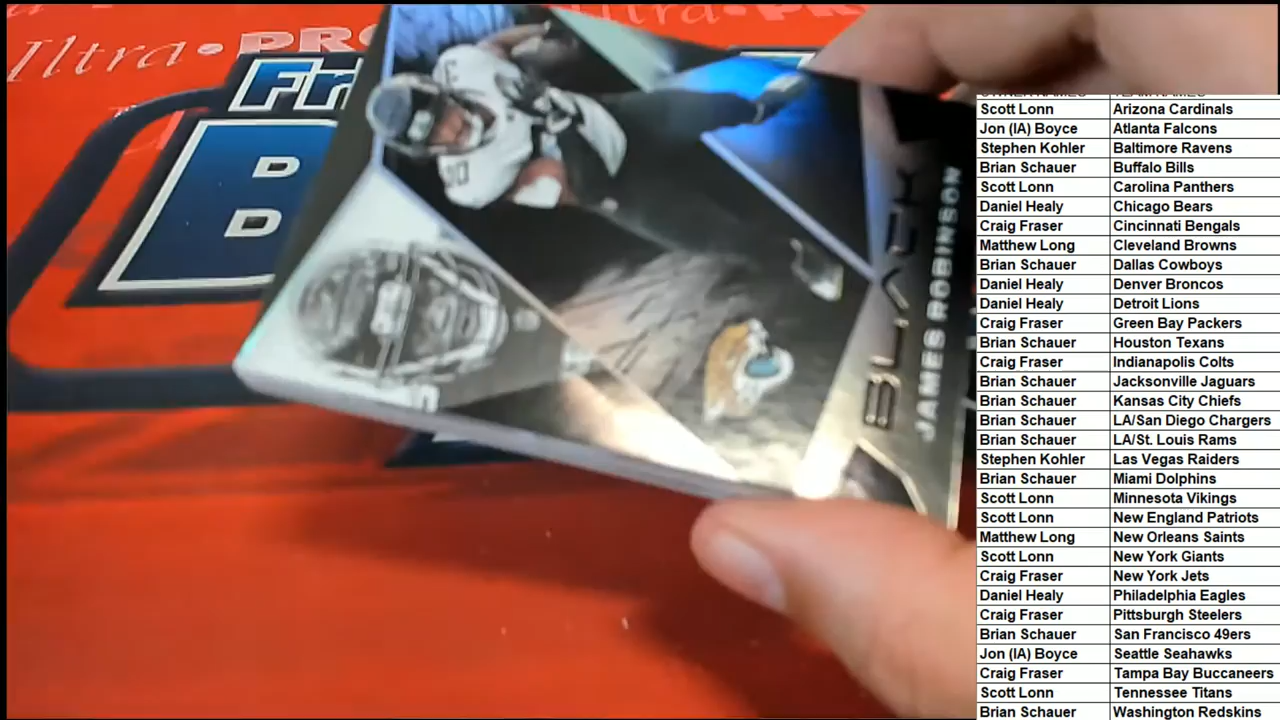 Iltra PRO
Iltra PRO
Fr
D
D
BLACK
JAMES ROBINSON
Scott Lonn Arizona Cardinals
Jon (IA) Boyce Atlanta Falcons
Stephen Kohler Baltimore Ravens
Brian Schauer Buffalo Bills
Scott Lonn Carolina Panthers
Daniel Healy Chicago Bears
Craig Fraser Cincinnati Bengals
Matthew Long Cleveland Browns
Brian Schauer Dallas Cowboys
Daniel Healy Denver Broncos
Daniel Healy Detroit Lions
Craig Fraser Green Bay Packers
Brian Schauer Houston Texans
Craig Fraser Indianapolis Colts
Brian Schauer Jacksonville Jaguars
Brian Schauer Kansas City Chiefs
Brian Schauer LA/San Diego Chargers
Brian Schauer LA/St. Louis Rams
Stephen Kohler Las Vegas Raiders
Brian Schauer Miami Dolphins
Scott Lonn Minnesota Vikings
Scott Lonn New England Patriots
Matthew Long New Orleans Saints
Scott Lonn New York Giants
Craig Fraser New York Jets
Daniel Healy Philadelphia Eagles
Craig Fraser Pittsburgh Steelers
Brian Schauer San Francisco 49ers
Jon (IA) Boyce Seattle Seahawks
Craig Fraser Tampa Bay Buccaneers
Scott Lonn Tennessee Titans
Brian Schauer Washington Redskins